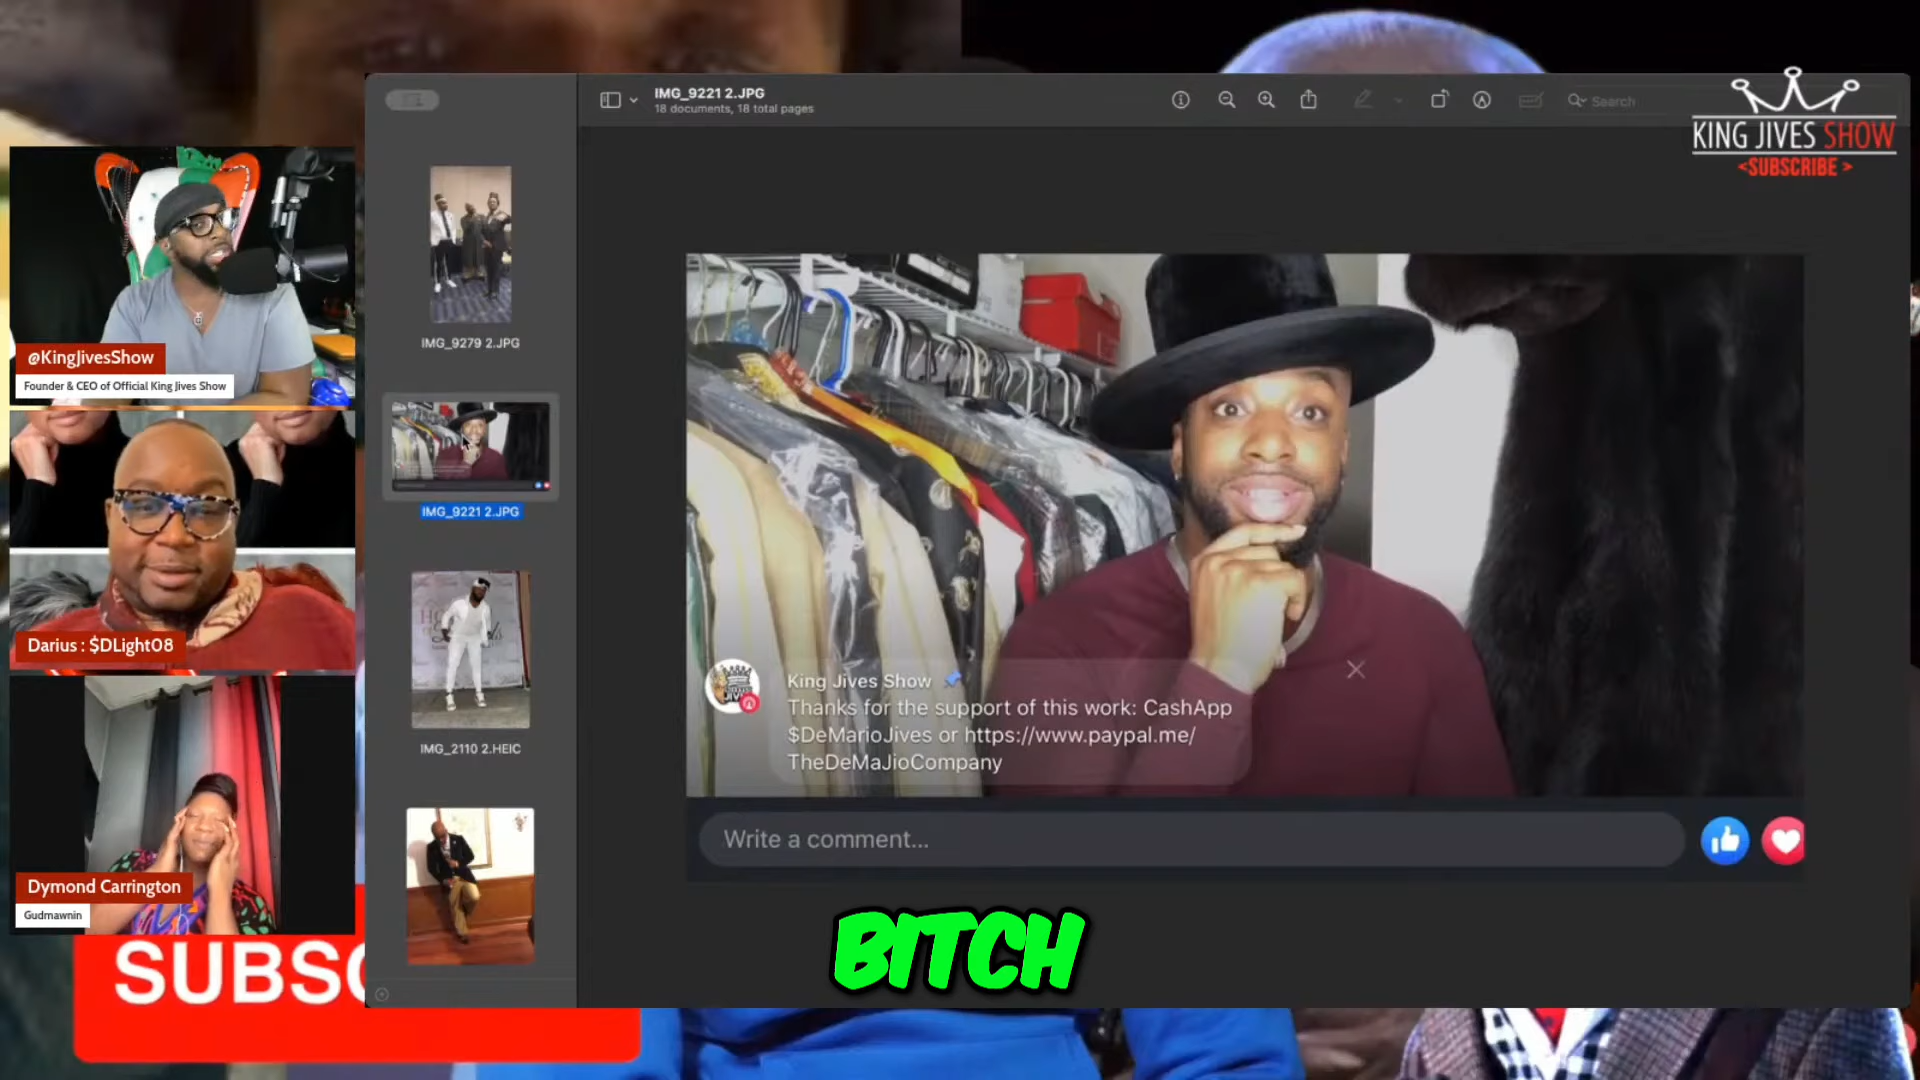 IMG_9221 2.JPG
18 documents, 18 total pages
Search
KING JIVES SHOW
<SUBSCRIBE >
@KingJivesShow
Founder & CEO of Official King Jives Show
Darius : $DLight08
Dymond Carrington
Gudmawnin
IMG_9279 2.JPG
IMG_9221 2.JPG
IMG_2110 2.HEIC
King Jives Show
Thanks for the support of this work: CashApp
$DeMarioJives or https://www.paypal.me/
TheDeMaJioCompany
Write a comment...
BITCH
SUBSC